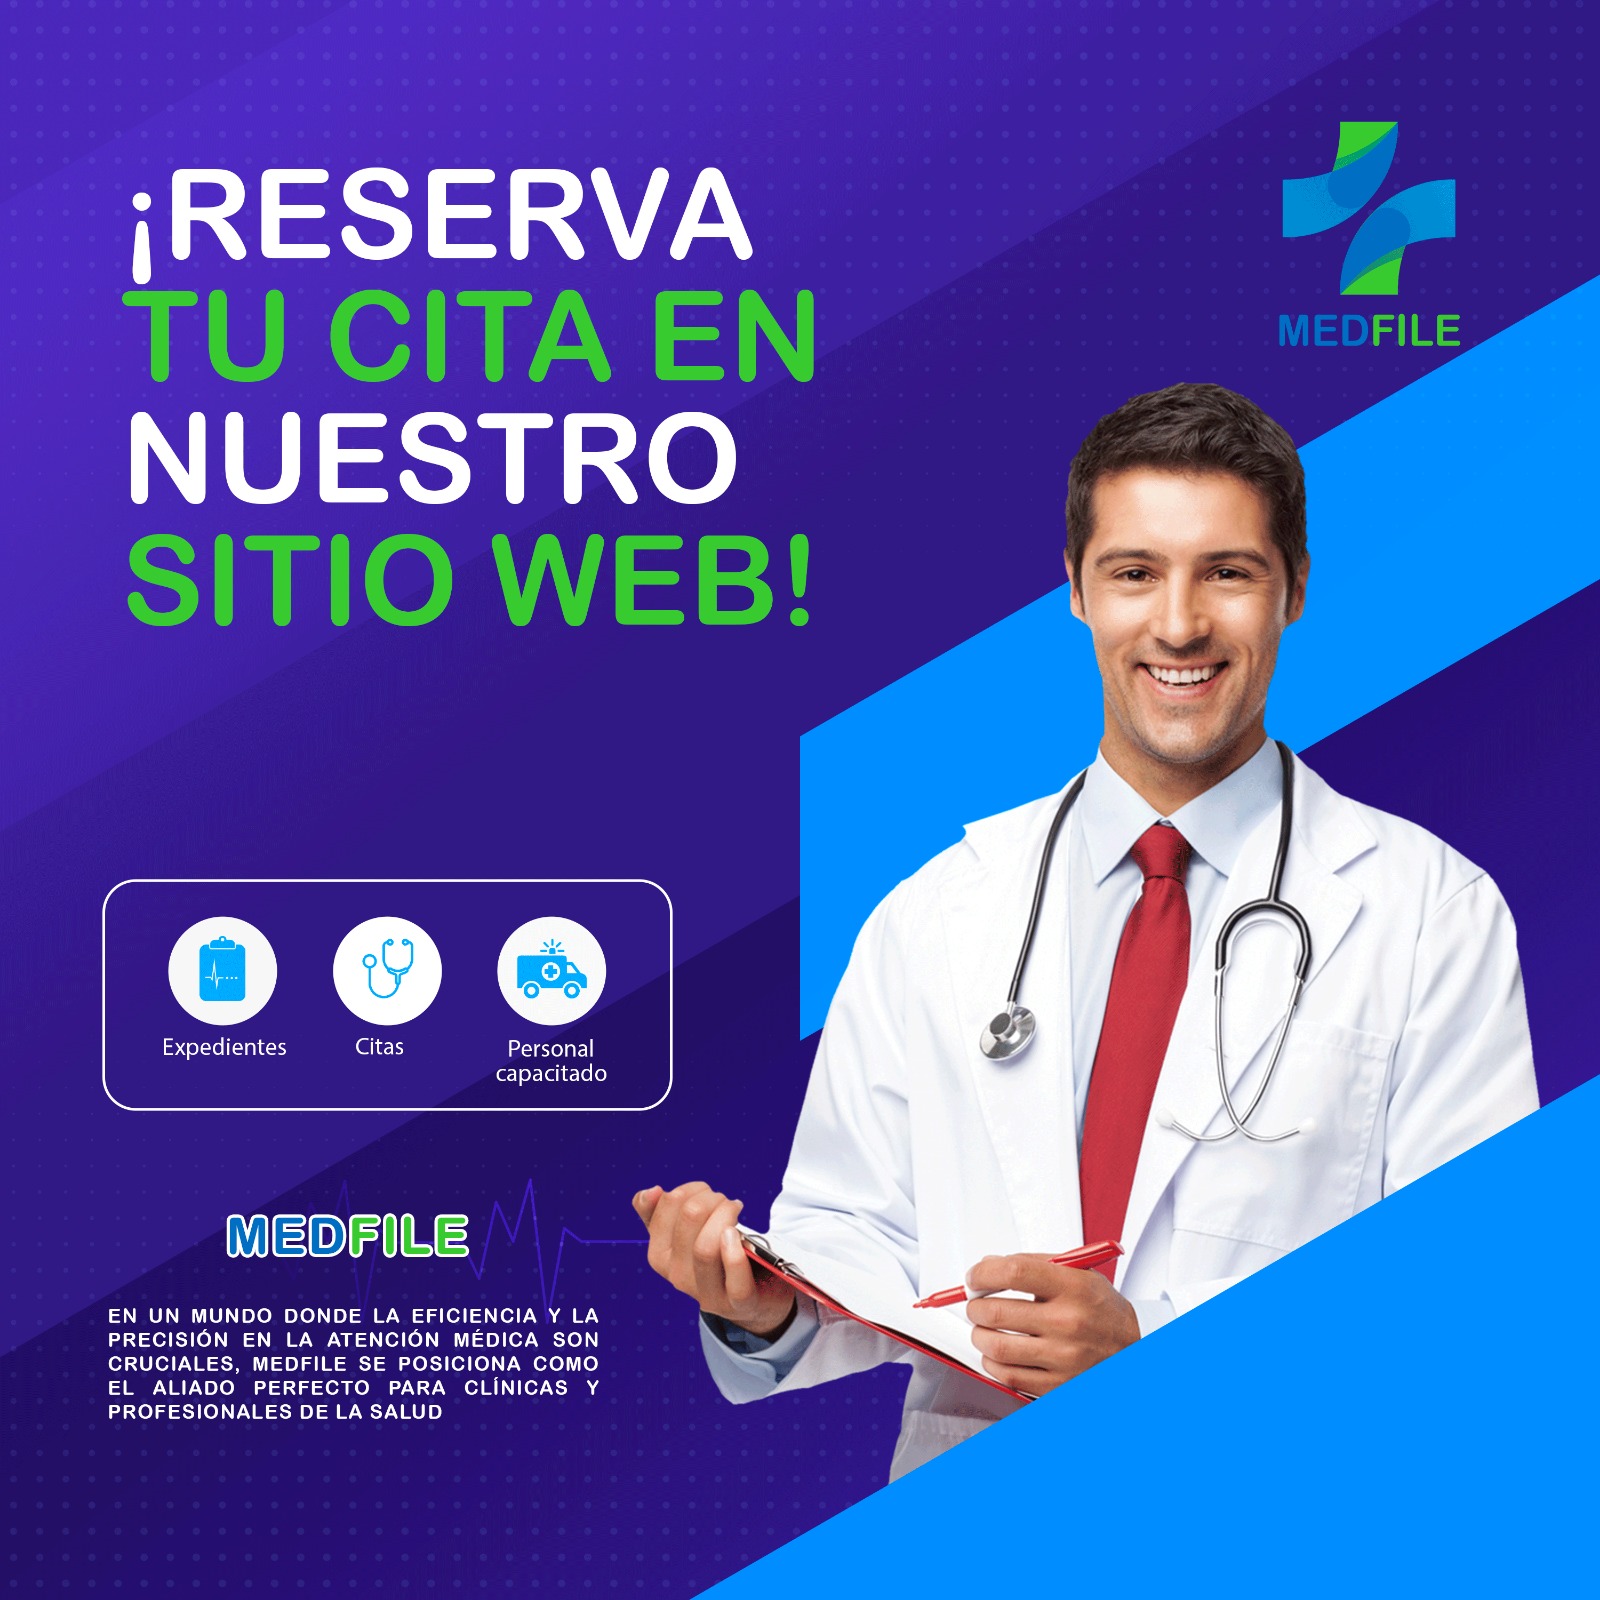 ¡RESERVA
TU CITA EN
NUESTRO
SITIO WEB!
MEDFILE
Expedientes
Citas
Personal
capacitado
MEDFILE
EN UN MUNDO DONDE LA EFICIENCIA Y LA
PRECISIÓN EN LA ATENCIÓN MÉDICA SON
CRUCIALES, MEDFILE SE POSICIONA COMO
EL ALIADO PERFECTO PARA CLÍNICAS Y
PROFESIONALES DE LA SALUD